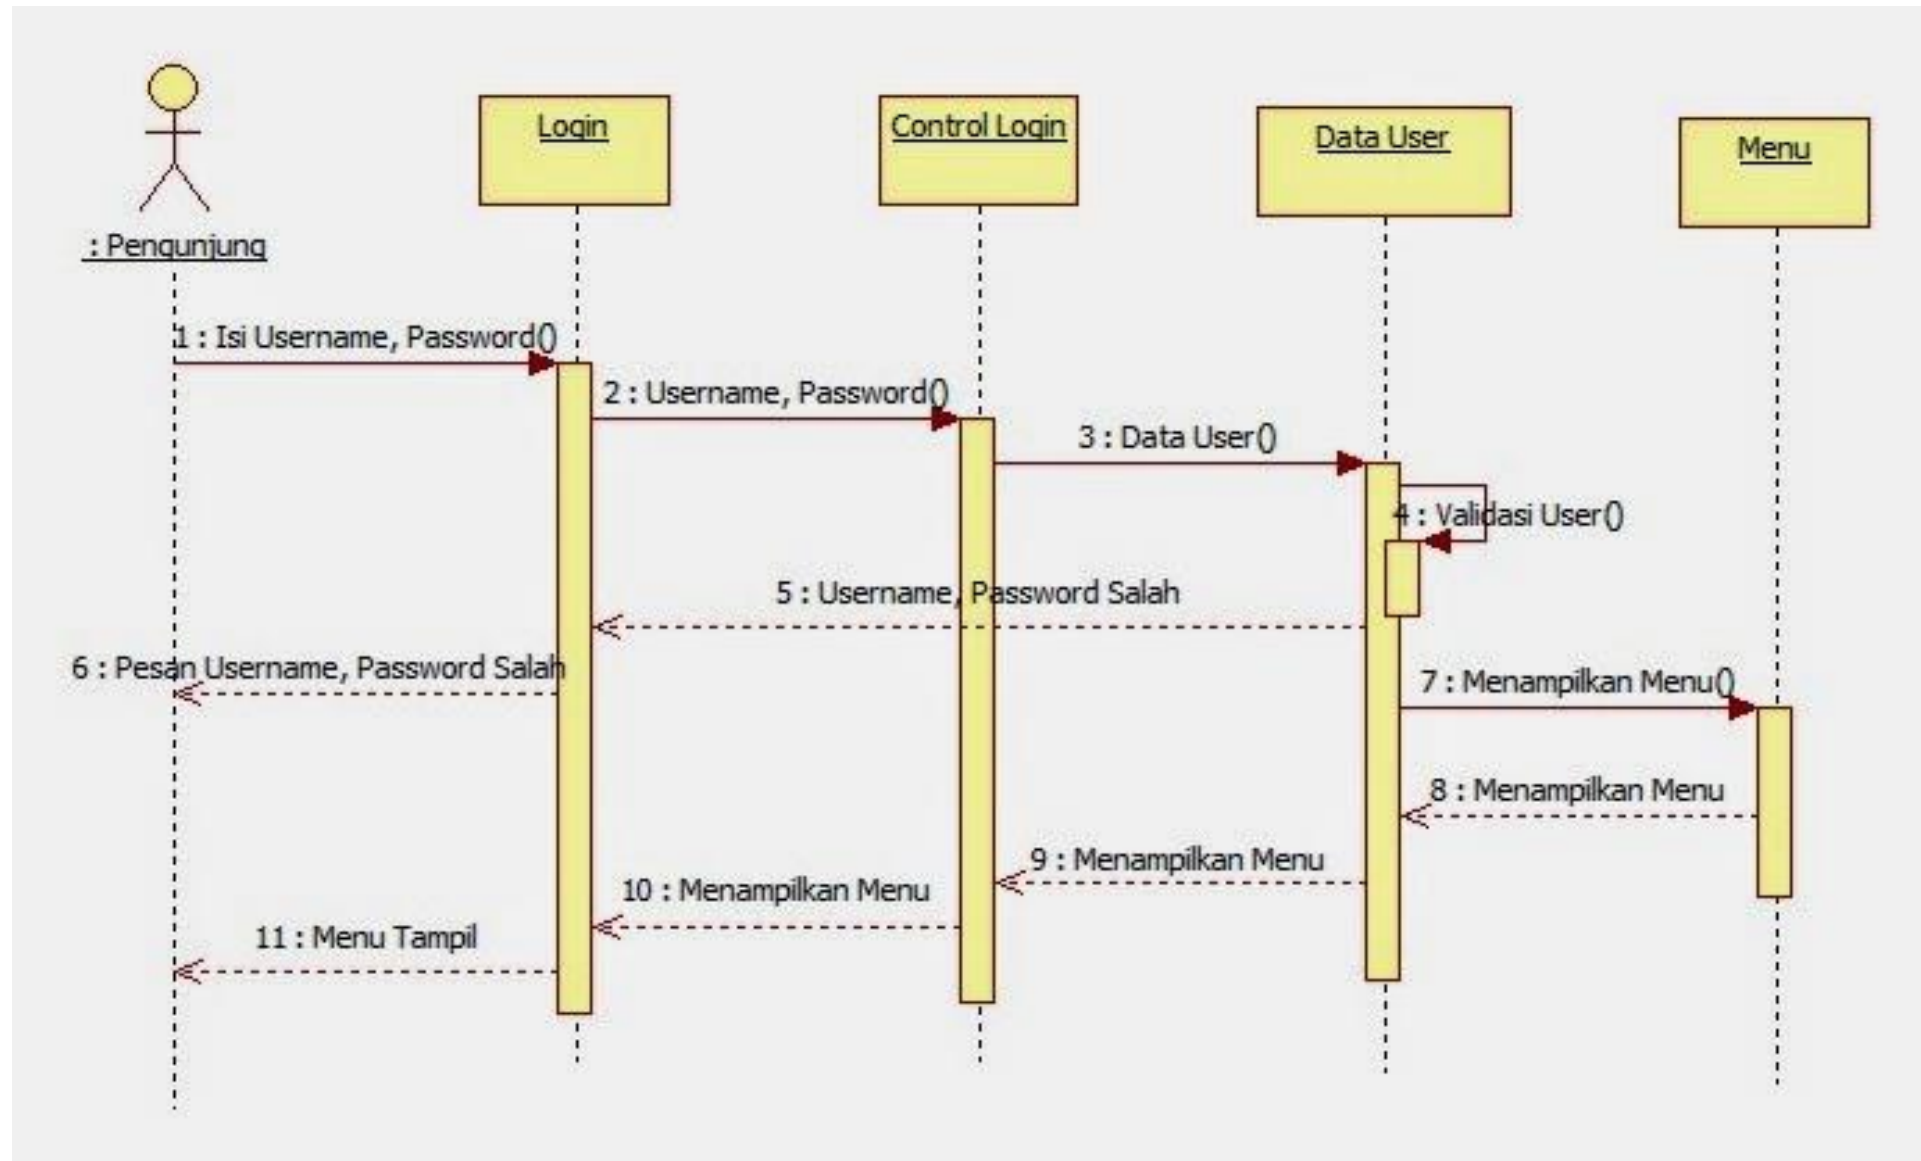 Login
Control Login
Data User
Menu
: Pengunjung
1 : Isi Username, Password()
2 : Username, Password()
3 : Data User()
4 : Validasi User()
5 : Username, Password Salah
6 : Pesan Username, Password Salah
7 : Menampilkan Menu()
8 : Menampilkan Menu
9 : Menampilkan Menu
10 : Menampilkan Menu
11 : Menu Tampil